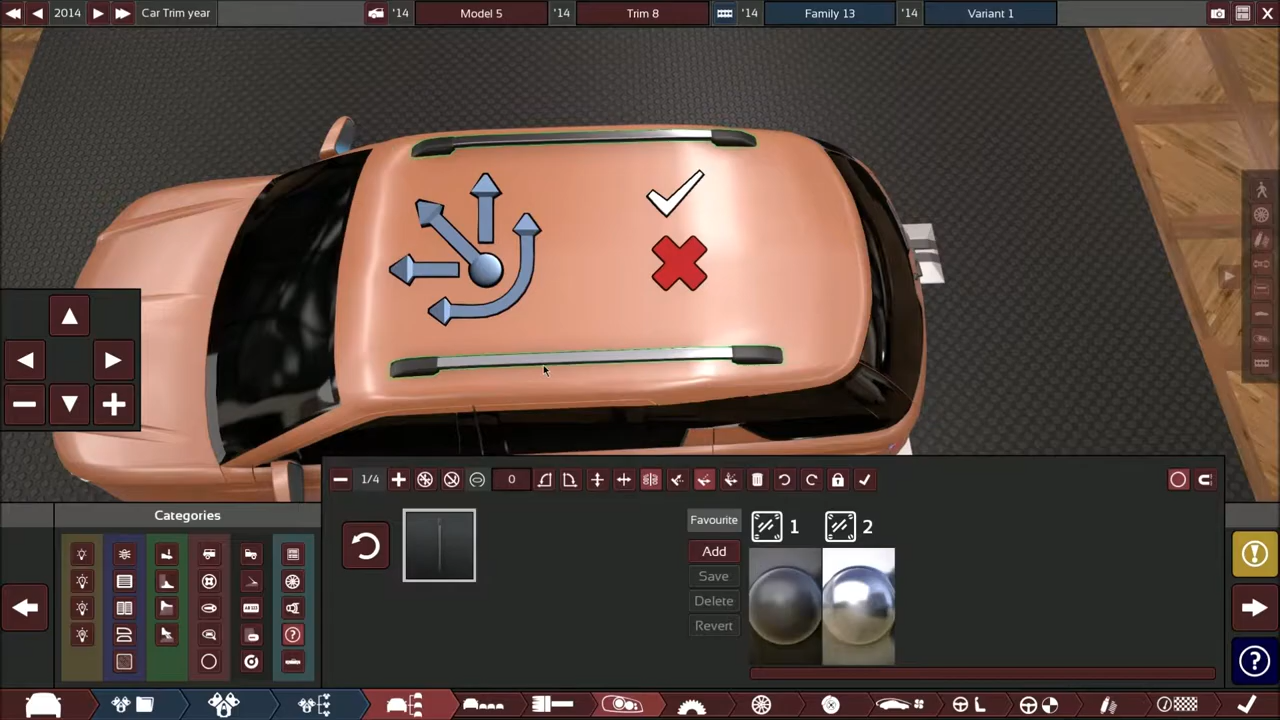 2014
Car Trim year
'14
Model 5
'14
Trim 8
'14
Family 13
'14
Variant 1
1/4
0
Categories
Favourite
1
2
Add
Save
Delete
Revert